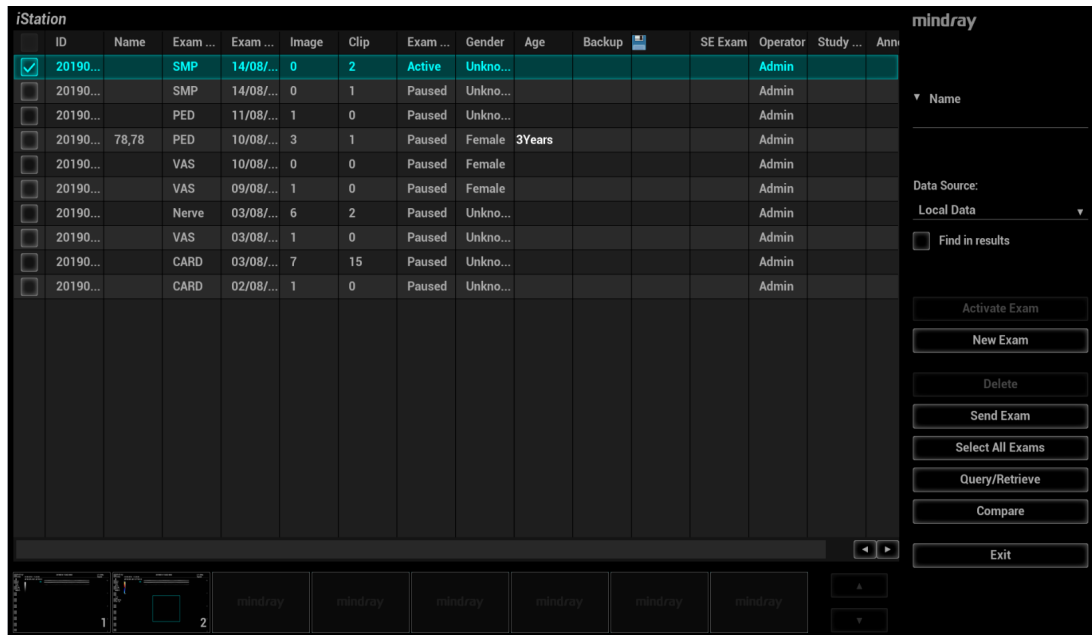 iStation
mindray
ID Name Exam ... Exam ... Image Clip Exam ... Gender Age Backup SE Exam Operator Study ... Ann
20190... SMP 14/08/... 0 2 Active Unkno... Admin
20190... SMP 14/08/... 0 1 Paused Unkno... Admin
20190... PED 11/08/... 1 0 Paused Unkno... Admin
20190... 78,78 PED 10/08/... 3 1 Paused Female 3Years Admin
20190... VAS 10/08/... 0 0 Paused Female Admin
20190... VAS 09/08/... 1 0 Paused Female Admin
20190... Nerve 03/08/... 6 2 Paused Unkno... Admin
20190... VAS 03/08/... 1 0 Paused Unkno... Admin
20190... CARD 03/08/... 7 15 Paused Unkno... Admin
20190... CARD 02/08/... 1 0 Paused Unkno... Admin
Name
Data Source:
Local Data
Find in results
Activate Exam
New Exam
Delete
Send Exam
Select All Exams
Query/Retrieve
Compare
Exit
1 2 mindray mindray mindray mindray mindray mindray